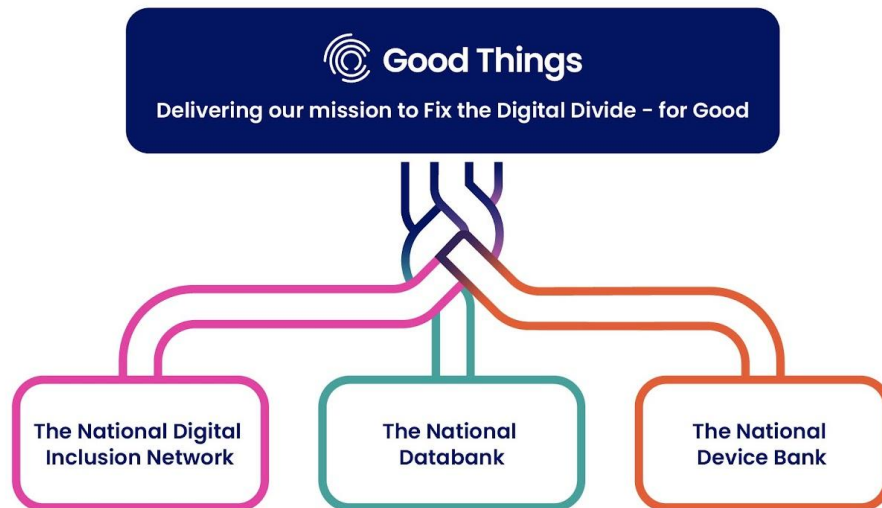 Good Things
Delivering our mission to Fix the Digital Divide - for Good
The National Digital
Inclusion Network
The National
Databank
The National
Device Bank